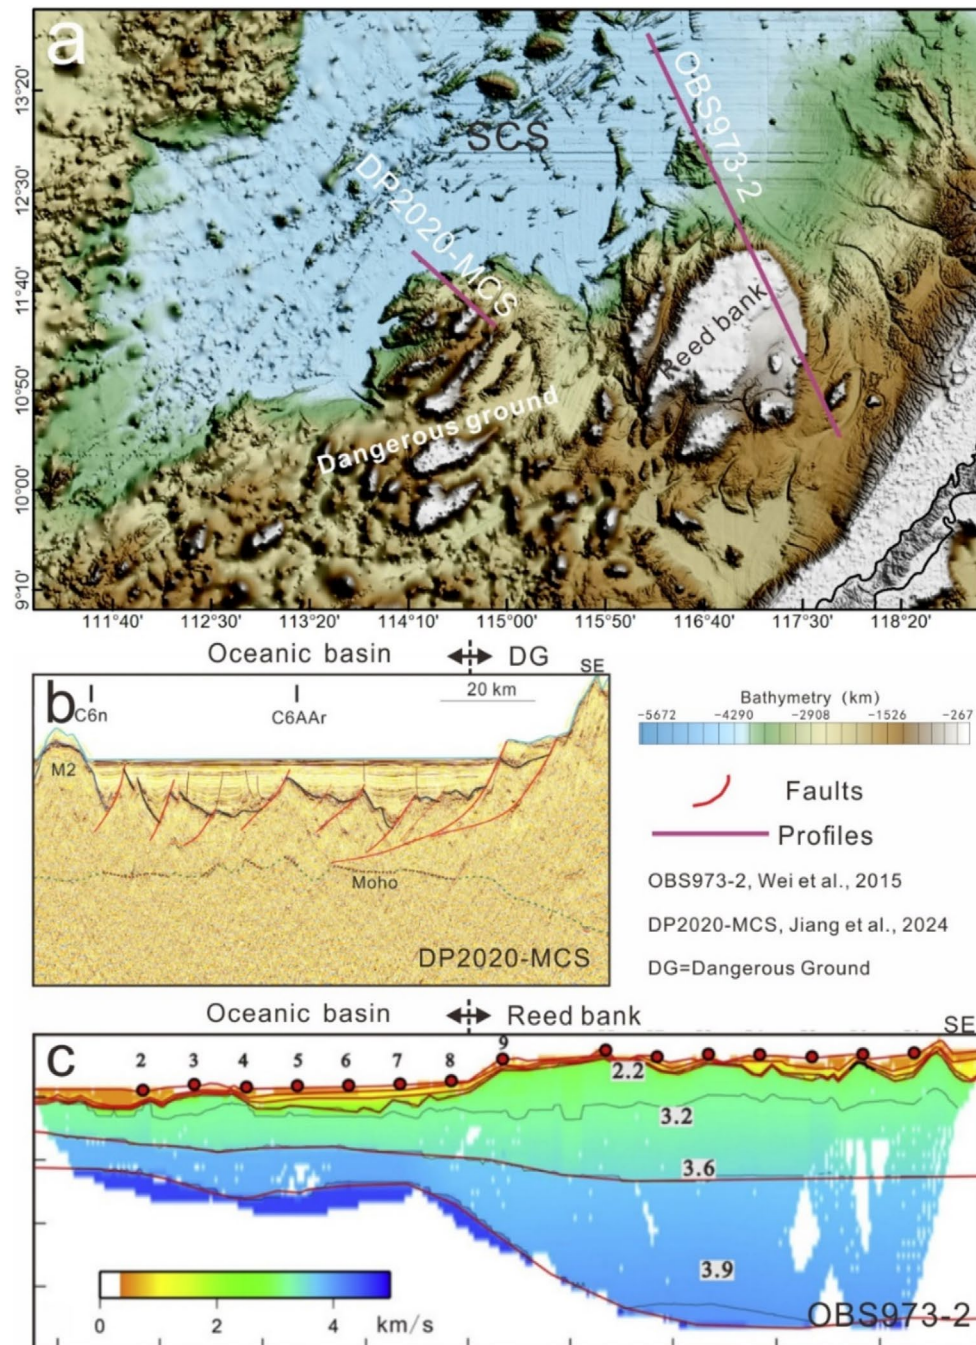 a
13°20'
12°30'
11°40'
10°50'
10°00'
9°10'
SCS
OBS973-2
DP2020-MCS
Reed bank
Dangerous ground
111°40' 112°30' 113°20' 114°10' 115°00' 115°50' 116°40' 117°30' 118°20'
Oceanic basin DG
SE
b
20 km
C6n C6AAr
M2
Moho
DP2020-MCS
Bathymetry (km)
-5672 -4290 -2908 -1526 -267
Faults
Profiles
OBS973-2, Wei et al., 2015
DP2020-MCS, Jiang et al., 2024
DG=Dangerous Ground
Oceanic basin Reed bank
SE
c
2 3 4 5 6 7 8 9
2.2
3.2
3.6
3.9
0 2 4 km/s
OBS973-2